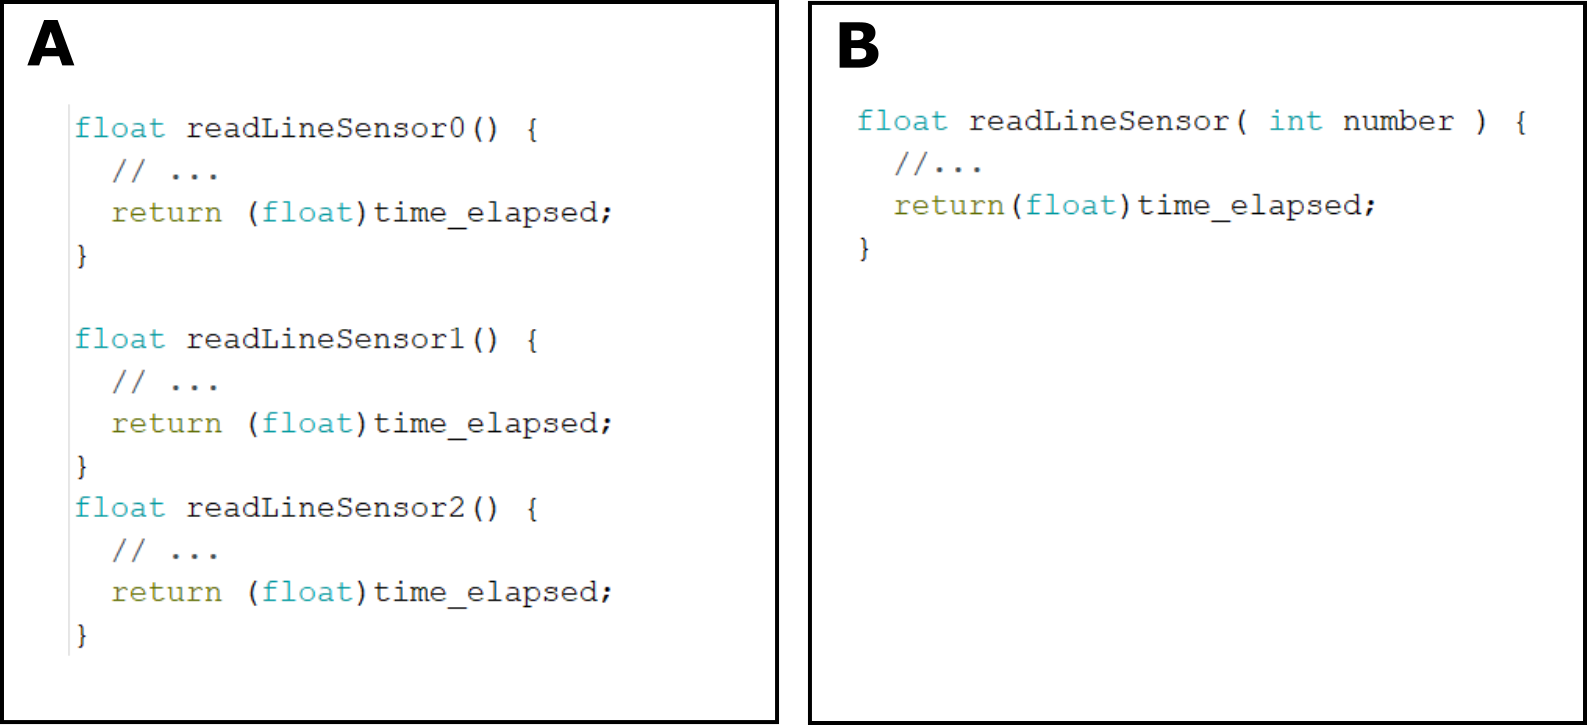 A
float readLineSensor0() {
  // ...
  return (float)time_elapsed;
}

float readLineSensor1() {
  // ...
  return (float)time_elapsed;
}
float readLineSensor2() {
  // ...
  return (float)time_elapsed;
}
B
float readLineSensor( int number ) {
  //...
  return(float)time_elapsed;
}